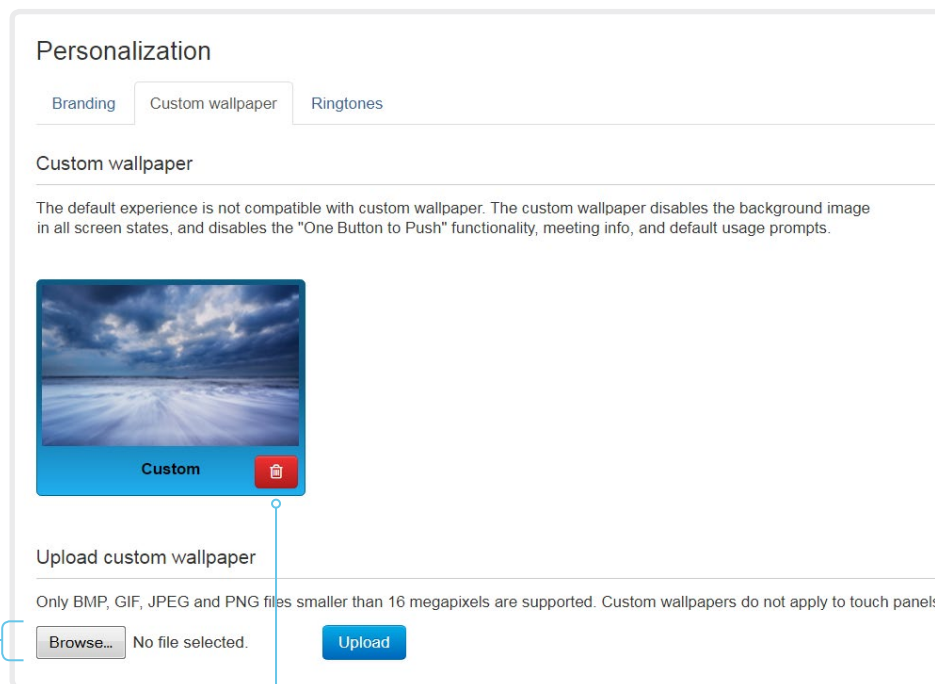 Personalization
Branding Custom wallpaper Ringtones
Custom wallpaper
The default experience is not compatible with custom wallpaper. The custom wallpaper disables the background image
in all screen states, and disables the "One Button to Push" functionality, meeting info, and default usage prompts.
Custom
Upload custom wallpaper
Only BMP, GIF, JPEG and PNG files smaller than 16 megapixels are supported. Custom wallpapers do not apply to touch panels
Browse... No file selected. Upload